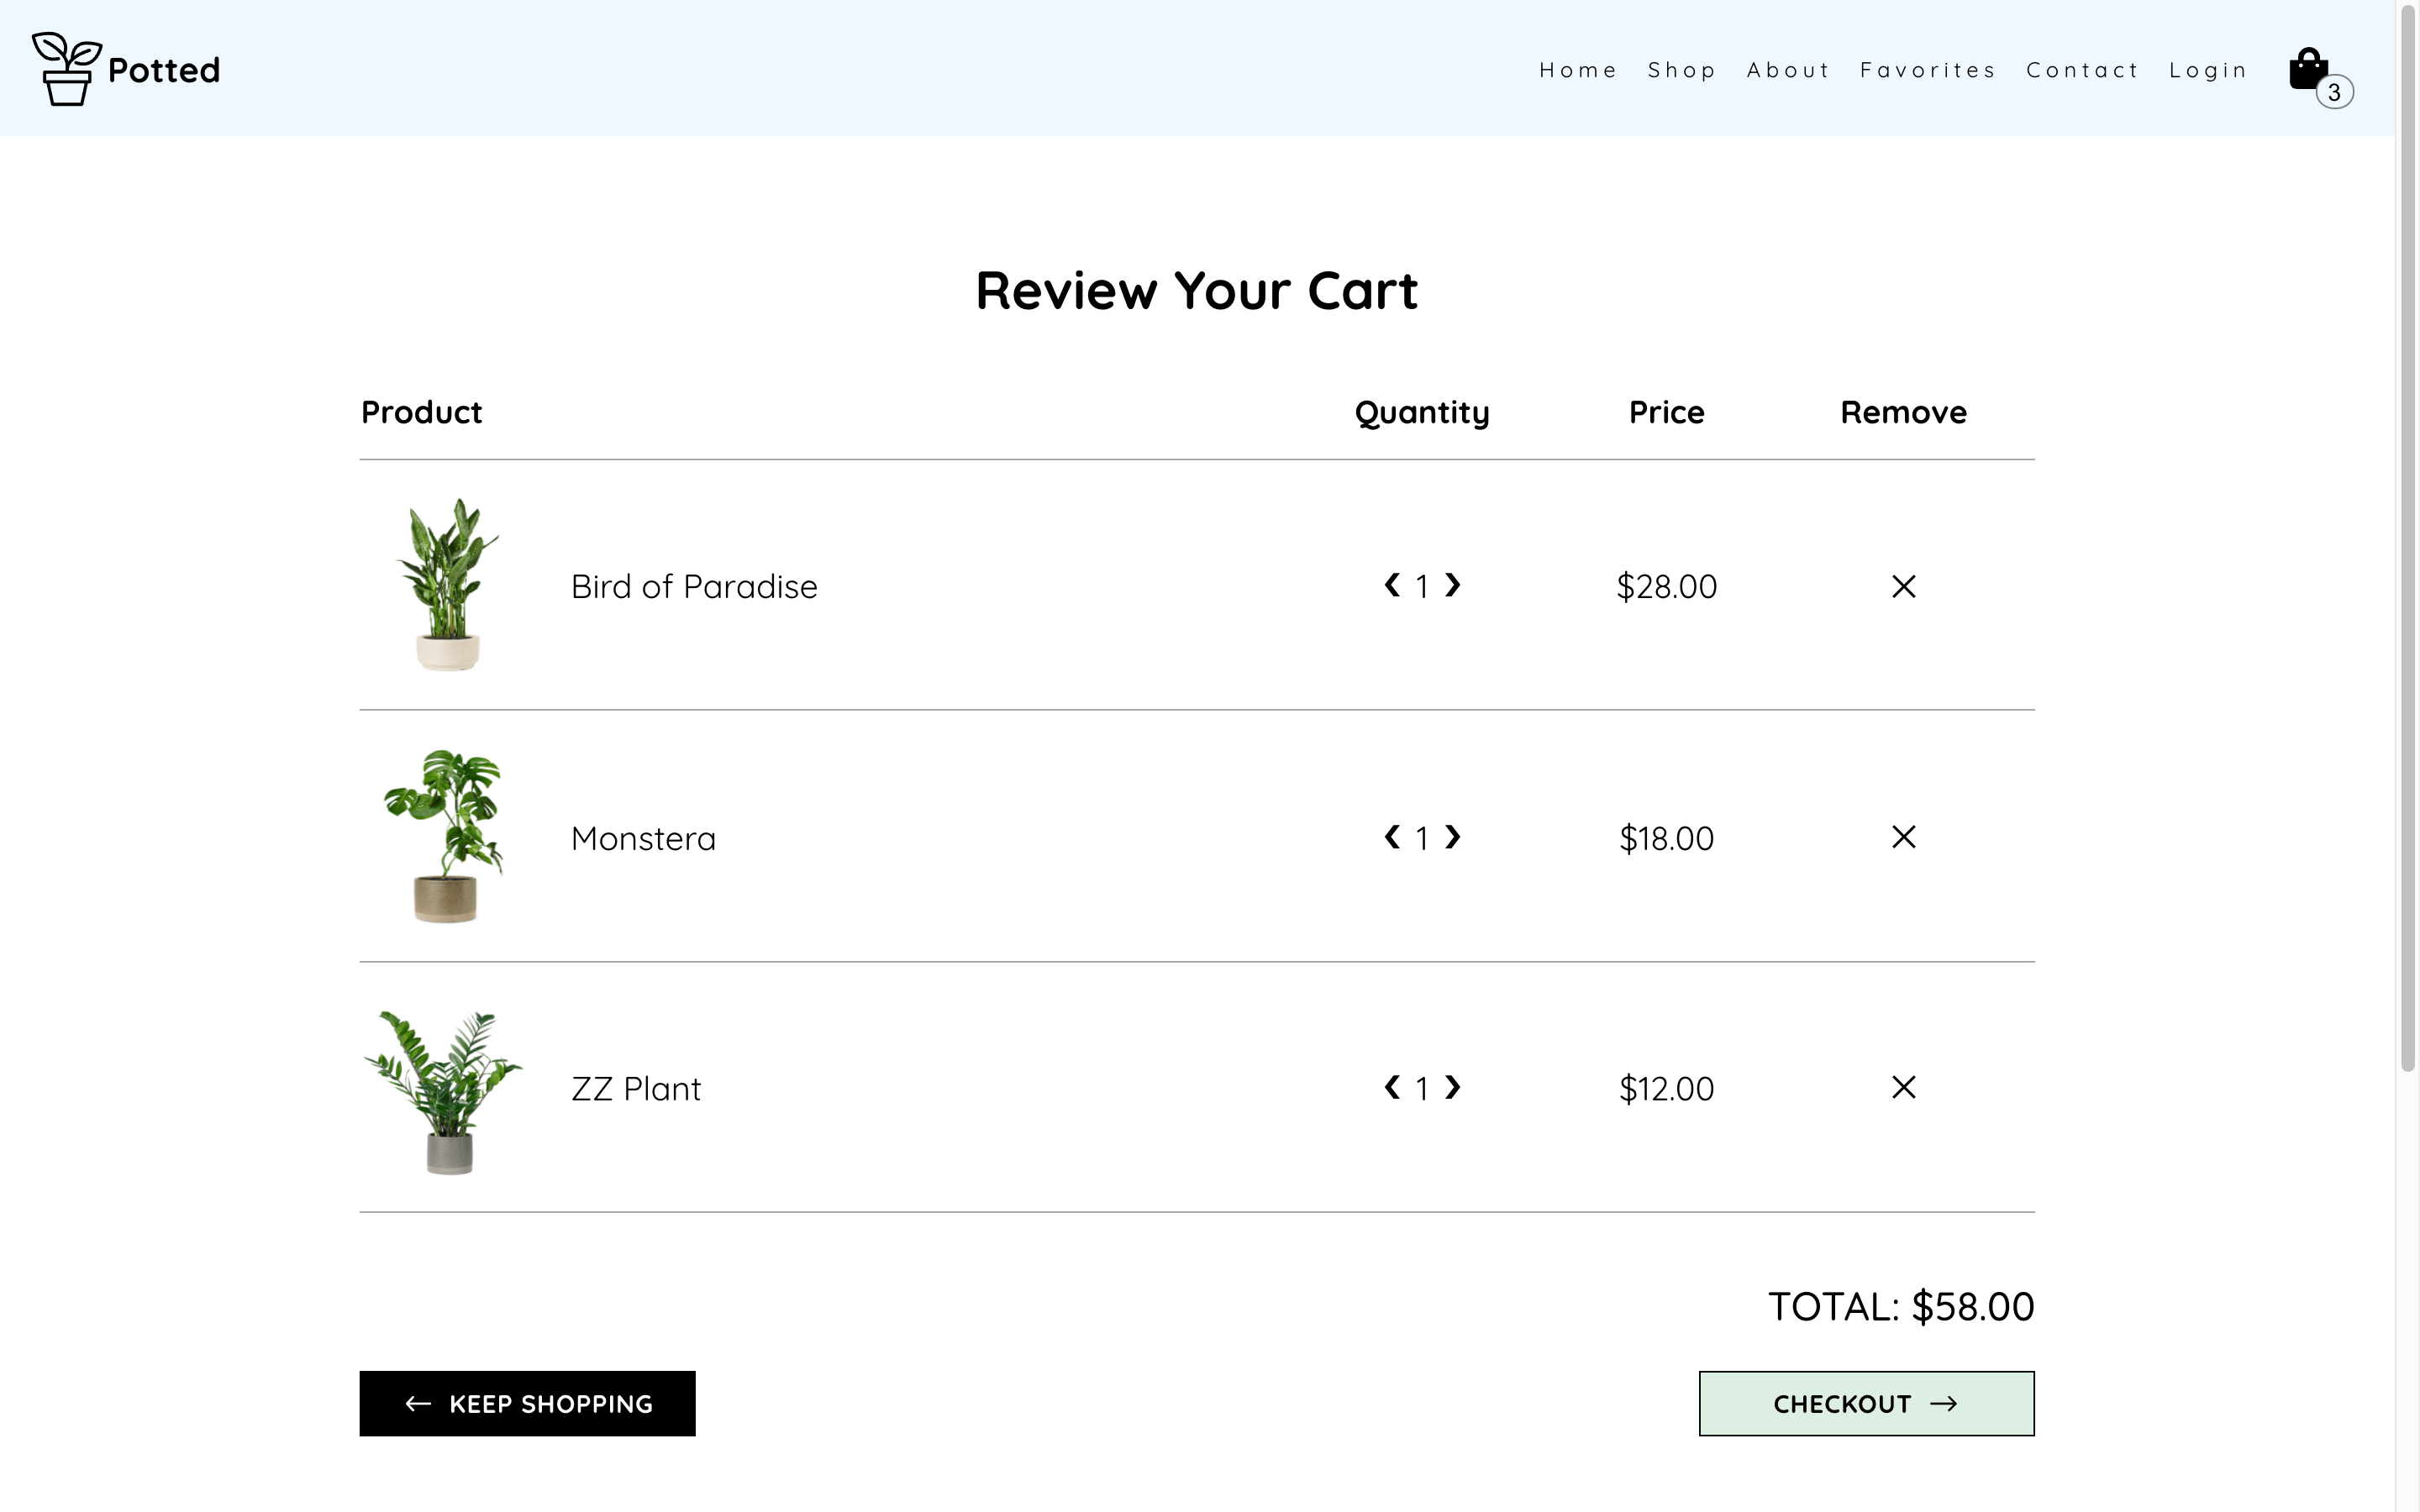 Potted
Home Shop About Favorites Contact Login
3
Review Your Cart
Product Quantity Price Remove
Bird of Paradise 1 $28.00
Monstera 1 $18.00
ZZ Plant 1 $12.00
TOTAL: $58.00
KEEP SHOPPING CHECKOUT